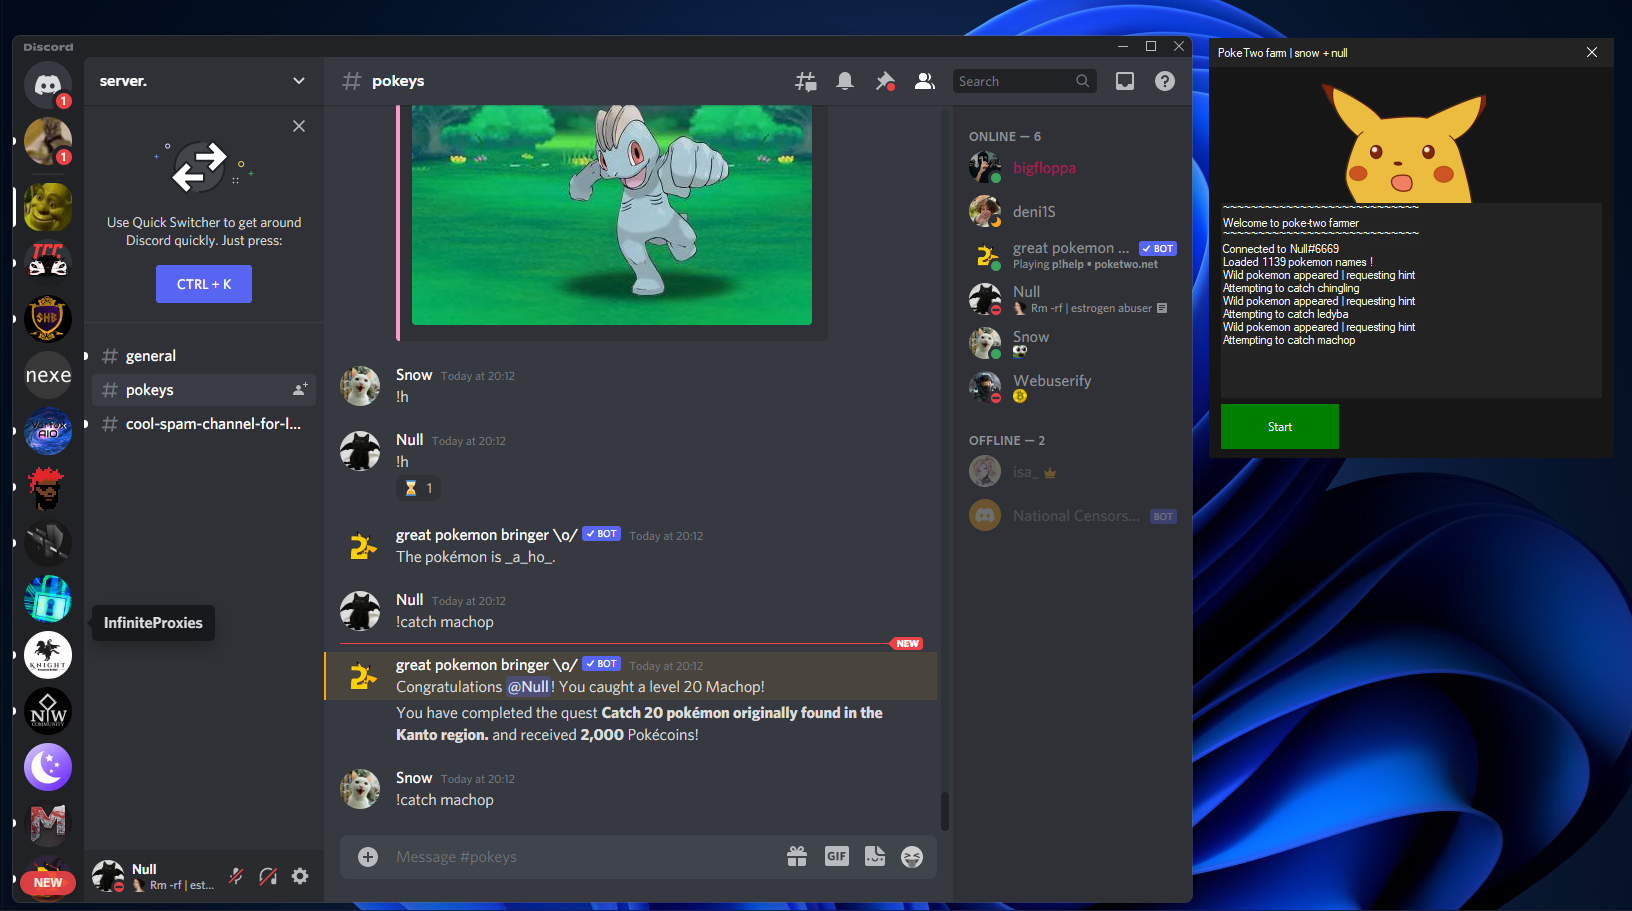 Discord
server.
Use Quick Switcher to get around
Discord quickly. Just press:
CTRL + K
general
pokeys
cool-spam-channel-for-l...
1
1
TCC
$HB
nexe
Vortex
AIO
InfiniteProxies
KNIGHT
NW
COMMUNITY
M
NEW
Null
Rm -rf | est...
# pokeys
Search
Snow Today at 20:12
!h
Null Today at 20:12
!h
⌛ 1
great pokemon bringer \o/ ✓ BOT Today at 20:12
The pokémon is _a_ho_.
Null Today at 20:12
!catch machop
NEW
great pokemon bringer \o/ ✓ BOT Today at 20:12
Congratulations @Null! You caught a level 20 Machop!
You have completed the quest Catch 20 pokémon originally found in the
Kanto region. and received 2,000 Pokécoins!
Snow Today at 20:12
!catch machop
Message #pokeys
GIF
ONLINE — 6
bigfloppa
deni1S
great pokemon ... ✓ BOT
Playing p!help • poketwo.net
Null
Rm -rf | estrogen abuser
Snow
Webuserify
OFFLINE — 2
isa_
National Censors... BOT
PokeTwo farm | snow + null
~~~~~~~~~~~~~~~~~~~~~~~~~~~~
Welcome to poke-two farmer
~~~~~~~~~~~~~~~~~~~~~~~~~~~~
Connected to Null#6669
Loaded 1139 pokemon names !
Wild pokemon appeared | requesting hint
Attempting to catch chingling
Wild pokemon appeared | requesting hint
Attempting to catch ledyba
Wild pokemon appeared | requesting hint
Attempting to catch machop
Start